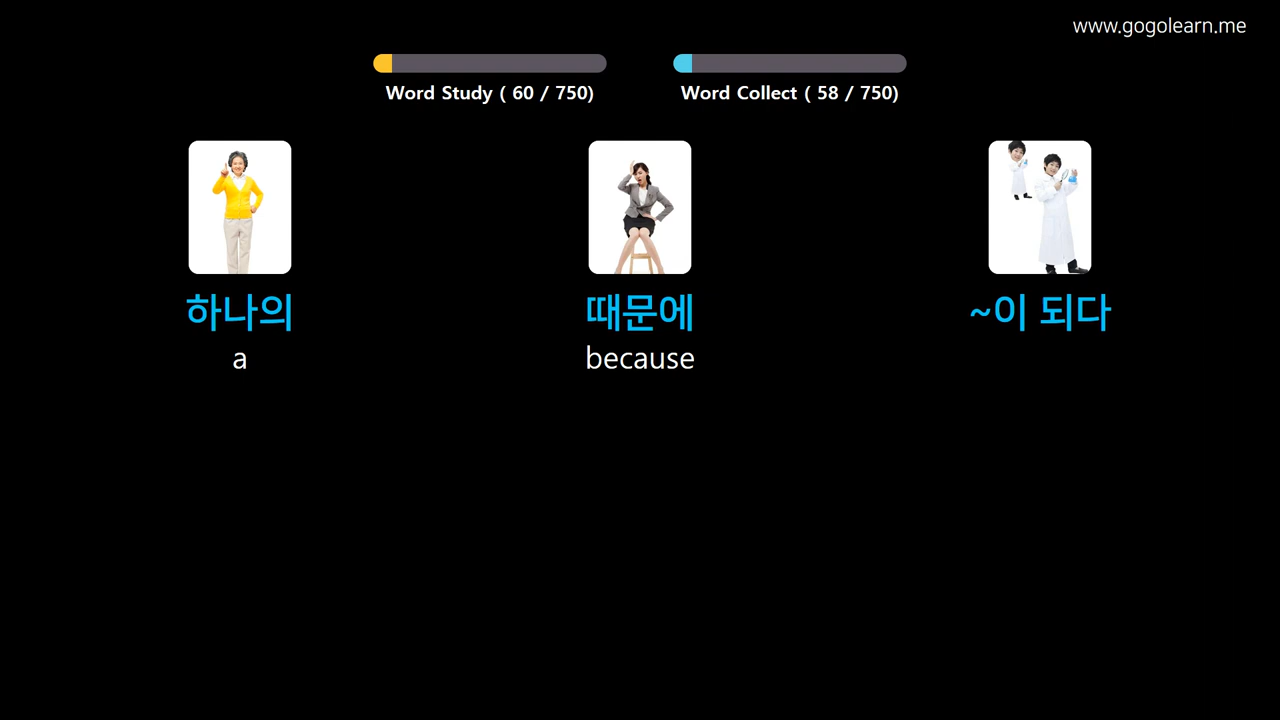 www.gogolearn.me
Word Study ( 60 / 750)
Word Collect ( 58 / 750)
하나의
때문에
~이 되다
a
because